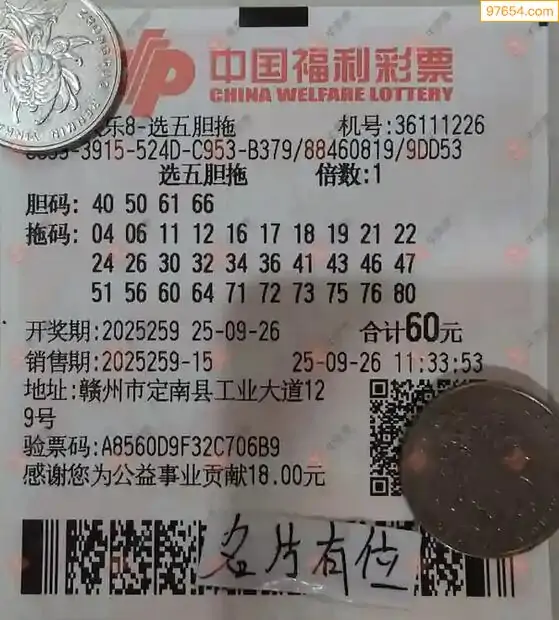 97654.com
中国福利彩票
CHINA WELFARE LOTTERY
乐8-选五胆拖 机号:36111226
-3915-524D-C953-B379/88460819/9DD53
选五胆拖 倍数:1
胆码: 40 50 61 66
拖码: 04 06 11 12 16 17 18 19 21 22
24 26 30 32 34 36 41 43 46 47
51 56 60 64 71 72 73 75 76 80
开奖期:2025259 25-09-26 合计60元
销售期:2025259-15 25-09-26 11:33:53
地址:赣州市定南县工业大道12
9号
验票码:A8560D9F32C706B9
感谢您为公益事业贡献18.00元
名片有位